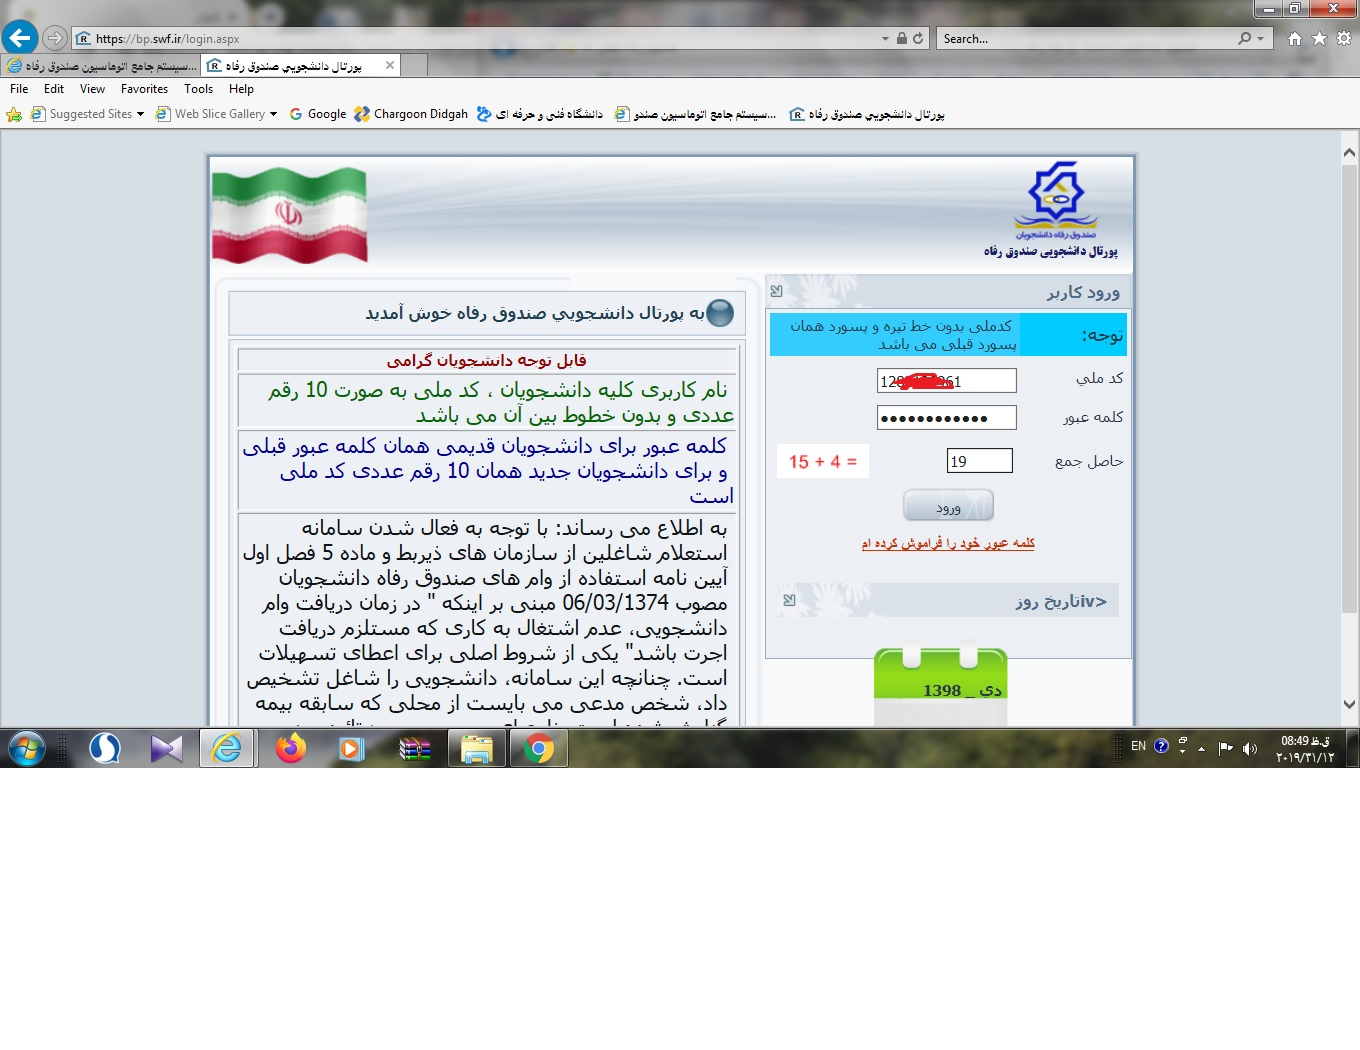 https://bp.swf.ir/login.aspx
Search...
سیستم جامع اتوماسیون صندوق رفاه...
پورتال دانشجويي صندوق رفاه
File Edit View Favorites Tools Help
Suggested Sites
Web Slice Gallery
Google
Chargoon Didgah
دانشگاه فنی و حرفه ای
سیستم جامع اتوماسیون صندو...
پورتال دانشجويي صندوق رفاه
صندوق رفاه دانشجویان
پورتال دانشجویی صندوق رفاه
ورود کاربر
توجه:
کدملی بدون خط تیره و پسورد همان
پسورد قبلی می باشد
کد ملي
کلمه عبور
حاصل جمع
19
15 + 4 =
ورود
کلمه عبور خود را فراموش کرده ام
<ivتاریخ روز
دي _ 1398
به پورتال دانشجويي صندوق رفاه خوش آمدید
قابل توجه دانشجویان گرامی
نام کاربری کلیه دانشجویان ، کد ملی به صورت 10 رقم
عددی و بدون خطوط بین آن می باشد
کلمه عبور برای دانشجویان قدیمی همان کلمه عبور قبلی
و برای دانشجویان جدید همان 10 رقم عددی کد ملی
است
به اطلاع می رساند: با توجه به فعال شدن سامانه
استعلام شاغلین از سازمان های ذیربط و ماده 5 فصل اول
آیین نامه استفاده از وام های صندوق رفاه دانشجویان
مصوب 06/03/1374 مبنی بر اینکه " در زمان دریافت وام
دانشجویی، عدم اشتغال به کاری که مستلزم دریافت
اجرت باشد" یکی از شروط اصلی برای اعطای تسهیلات
است. چنانچه این سامانه، دانشجویی را شاغل تشخیص
داد، شخص مدعی می بایست از محلی که سابقه بیمه
EN
08:49 ق.ظ
٢٠١٩/٣١/١٢